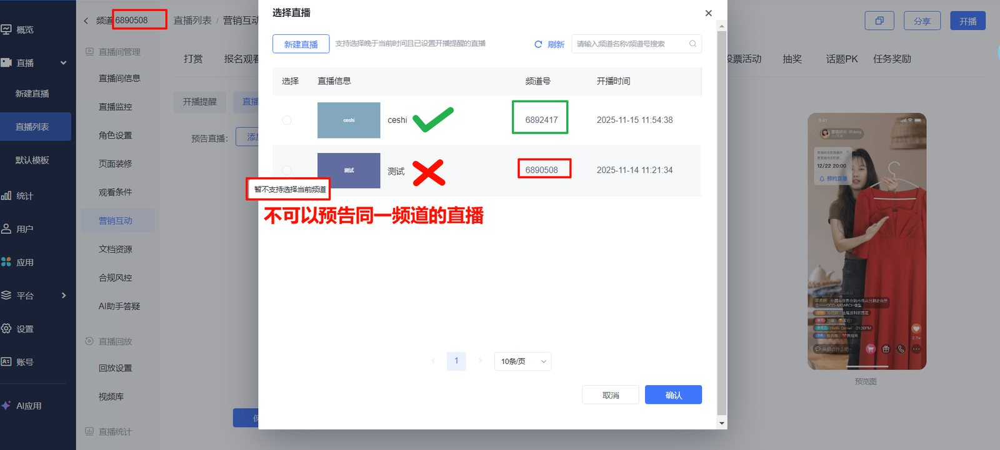 概览
直播
新建直播
直播列表
默认模板
统计
用户
应用
平台
设置
账号
AI应用
频道6890508
直播列表 / 营销互动
直播间管理
直播间信息
直播监控
角色设置
页面装修
观看条件
营销互动
文档资源
合规风控
AI助手答疑
直播回放
回放设置
视频库
直播统计
打赏
报名观看
开播提醒
直播
预告直播:
选择直播
新建直播
支持选择晚于当前时间且已设置开播提醒的直播
刷新
请输入频道名称/频道号搜索
选择 直播信息 频道号 开播时间
ceshi
ceshi
6892417
2025-11-15 11:54:38
测试
测试
6890508
2025-11-14 11:21:34
暂不支持选择当前频道
不可以预告同一频道的直播
1
10条/页
取消
确认
分享
开播
票活动
抽奖
话题PK
任务奖励
9:41
12/22 20:00
预约直播
01:30PM
2.7w
预览图